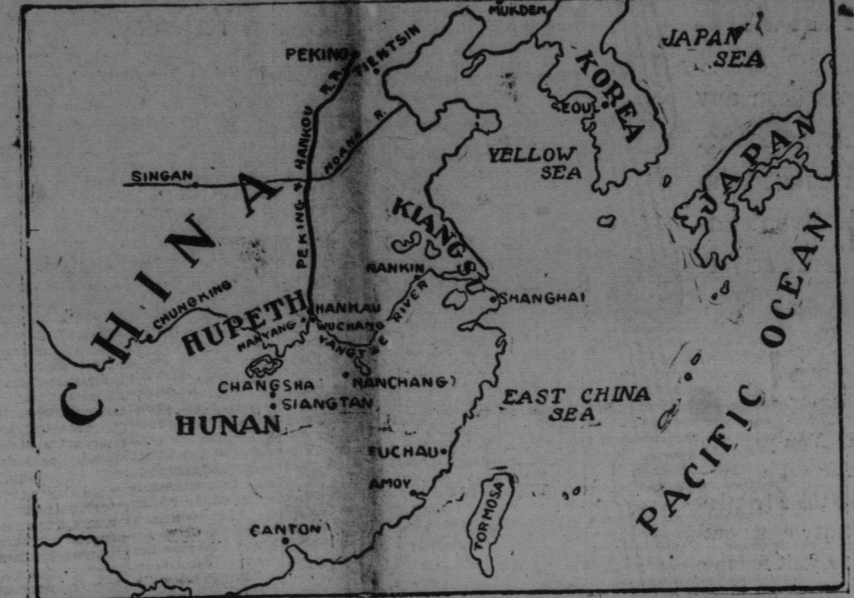 MUKDEN
JAPAN
SEA
PEKING
TIENTSIN
R.R.
KOREA
SEOUL
HANKOU
HOANG R.
YELLOW
SEA
JAPAN
SINGAN
PEKING &
CHINA
KIANGSU
NANKIN
SHANGHAI
CHUNGKING
HUPETH
HANKAU
WUCHANG
HANYANG
YANGTSE RIVER
PACIFIC OCEAN
CHANGSHA
NANCHANG
SIANGTAN
EAST CHINA
SEA
HUNAN
FUCHAU
AMOY
FORMOSA
CANTON